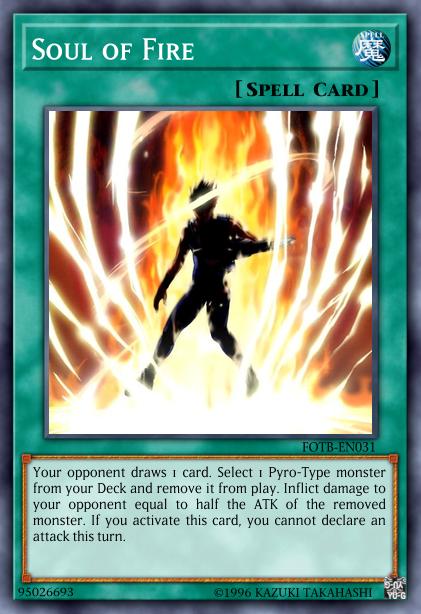 Soul of Fire
SPELL
魔
[ Spell Card ]
FOTB-EN031
Your opponent draws 1 card. Select 1 Pyro-Type monster
from your Deck and remove it from play. Inflict damage to
your opponent equal to half the ATK of the removed
monster. If you activate this card, you cannot declare an
attack this turn.
95026693
©1996 KAZUKI TAKAHASHI